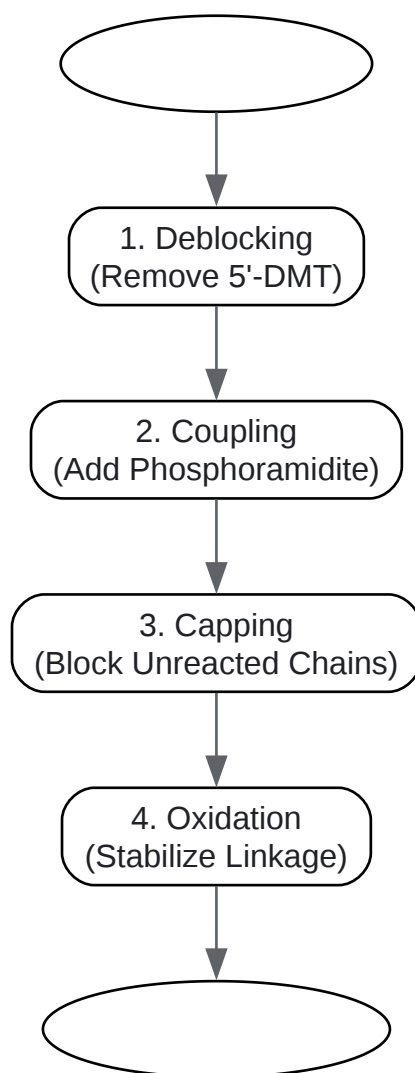 1. Deblocking
(Remove 5'-DMT)
2. Coupling
(Add Phosphoramidite)
3. Capping
(Block Unreacted Chains)
4. Oxidation
(Stabilize Linkage)